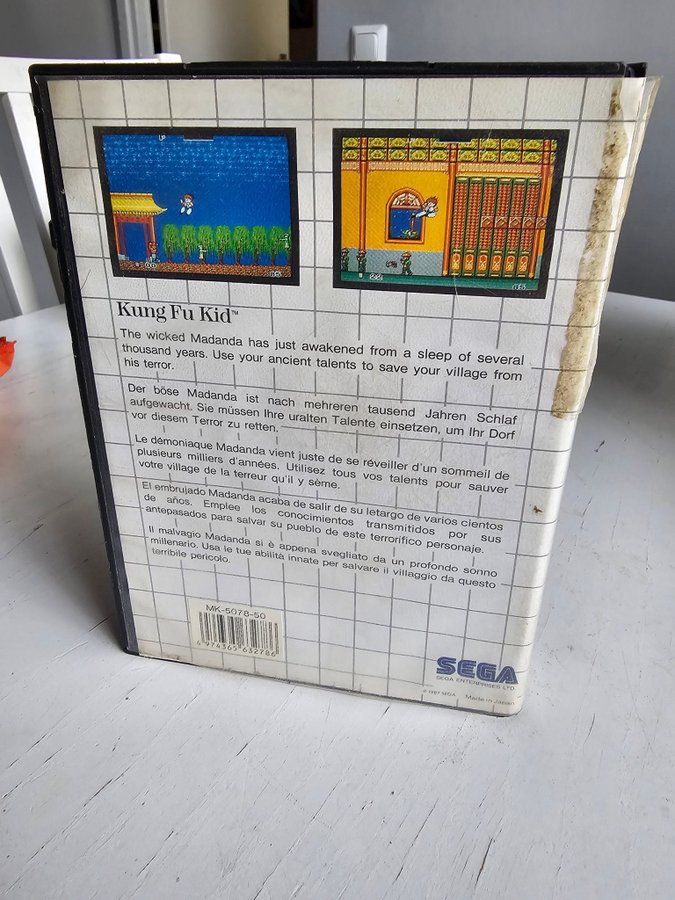 Kung Fu Kid™
The wicked Madanda has just awakened from a sleep of several
thousand years. Use your ancient talents to save your village from
his terror.
Der böse Madanda ist nach mehreren tausend Jahren Schlaf
aufgewacht. Sie müssen Ihre uralten Talente einsetzen, um Ihr Dorf
vor diesem Terror zu retten.
Le démoniaque Madanda vient juste de se réveiller d'un sommeil de
plusieurs milliers d'années. Utilisez tous vos talents pour sauver
votre village de la terreur qu'il y sème.
El embrujado Madanda acaba de salir de su letargo de varios cientos
de años. Emplee los conocimientos transmitidos por sus
antepasados para salvar su pueblo de este terrorífico personaje.
Il malvagio Madanda si è appena svegliato da un profondo sonno
millenario. Usa le tue abilità innate per salvare il villaggio da questo
terribile pericolo.
MK-5078-50
4 974365 632786
SEGA
SEGA ENTERPRISES LTD.
© 1987 SEGA Made in Japan